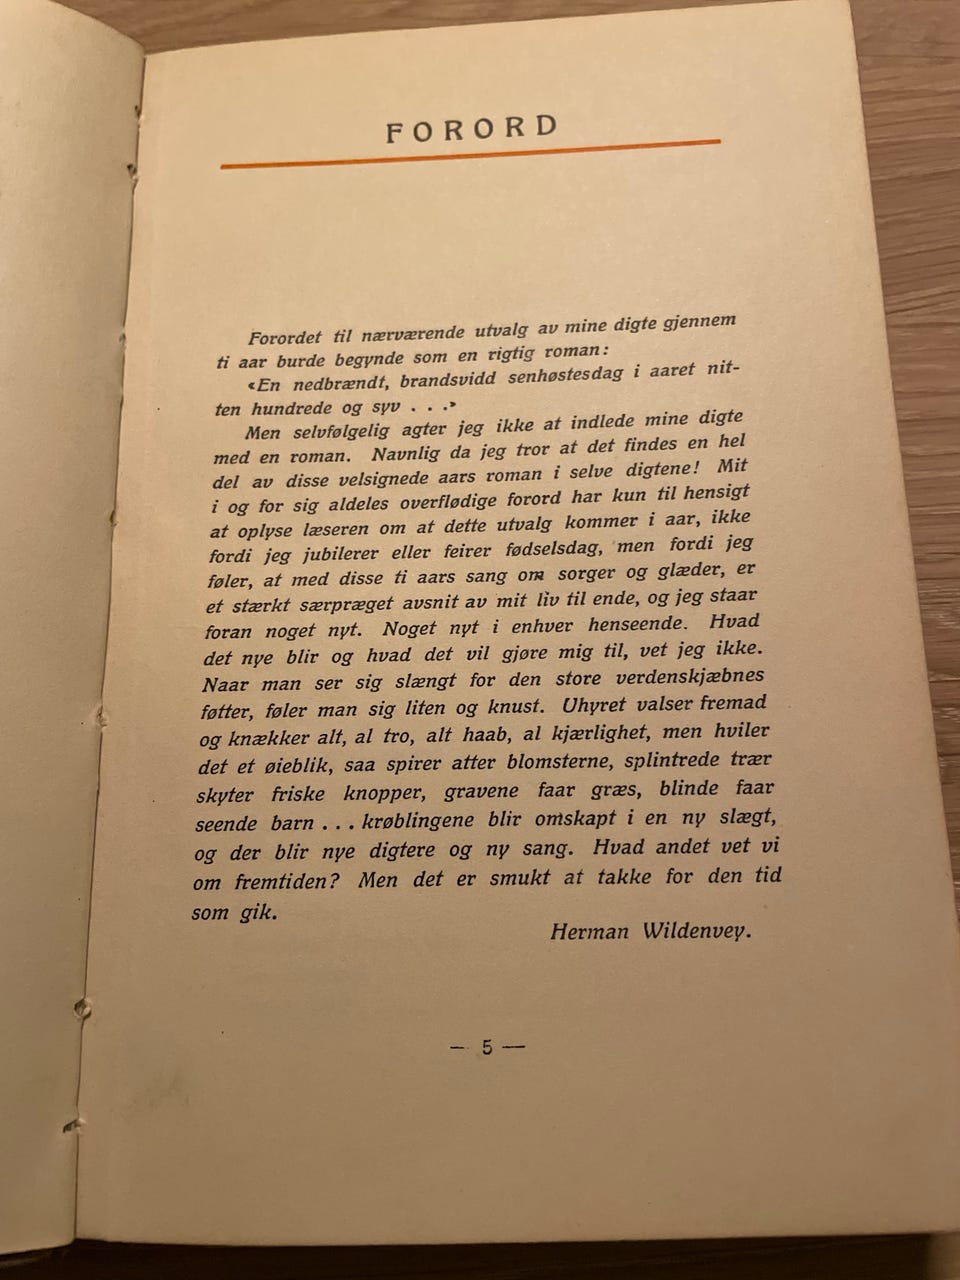 FORORD
Forordet til nærværende utvalg av mine digte gjennem
ti aar burde begynde som en rigtig roman:
«En nedbrændt, brandsvidd senhøstesdag i aaret nit-
ten hundrede og syv . . .»
Men selvfølgelig agter jeg ikke at indlede mine digte
med en roman. Navnlig da jeg tror at det findes en hel
del av disse velsignede aars roman i selve digtene! Mit
i og for sig aldeles overflødige forord har kun til hensigt
at oplyse læseren om at dette utvalg kommer i aar, ikke
fordi jeg jubilerer eller feirer fødselsdag, men fordi jeg
føler, at med disse ti aars sang om sorger og glæder, er
et stærkt særpræget avsnit av mit liv til ende, og jeg staar
foran noget nyt. Noget nyt i enhver henseende. Hvad
det nye blir og hvad det vil gjøre mig til, vet jeg ikke.
Naar man ser sig slængt for den store verdenskjæbnes
føtter, føler man sig liten og knust. Uhyret valser fremad
og knækker alt, al tro, alt haab, al kjærlighet, men hviler
det et øieblik, saa spirer atter blomsterne, splintrede trær
skyter friske knopper, gravene faar græs, blinde faar
seende barn . . . krøblingene blir omskapt i en ny slægt,
og der blir nye digtere og ny sang. Hvad andet vet vi
om fremtiden? Men det er smukt at takke for den tid
som gik.
Herman Wildenvey.
— 5 —